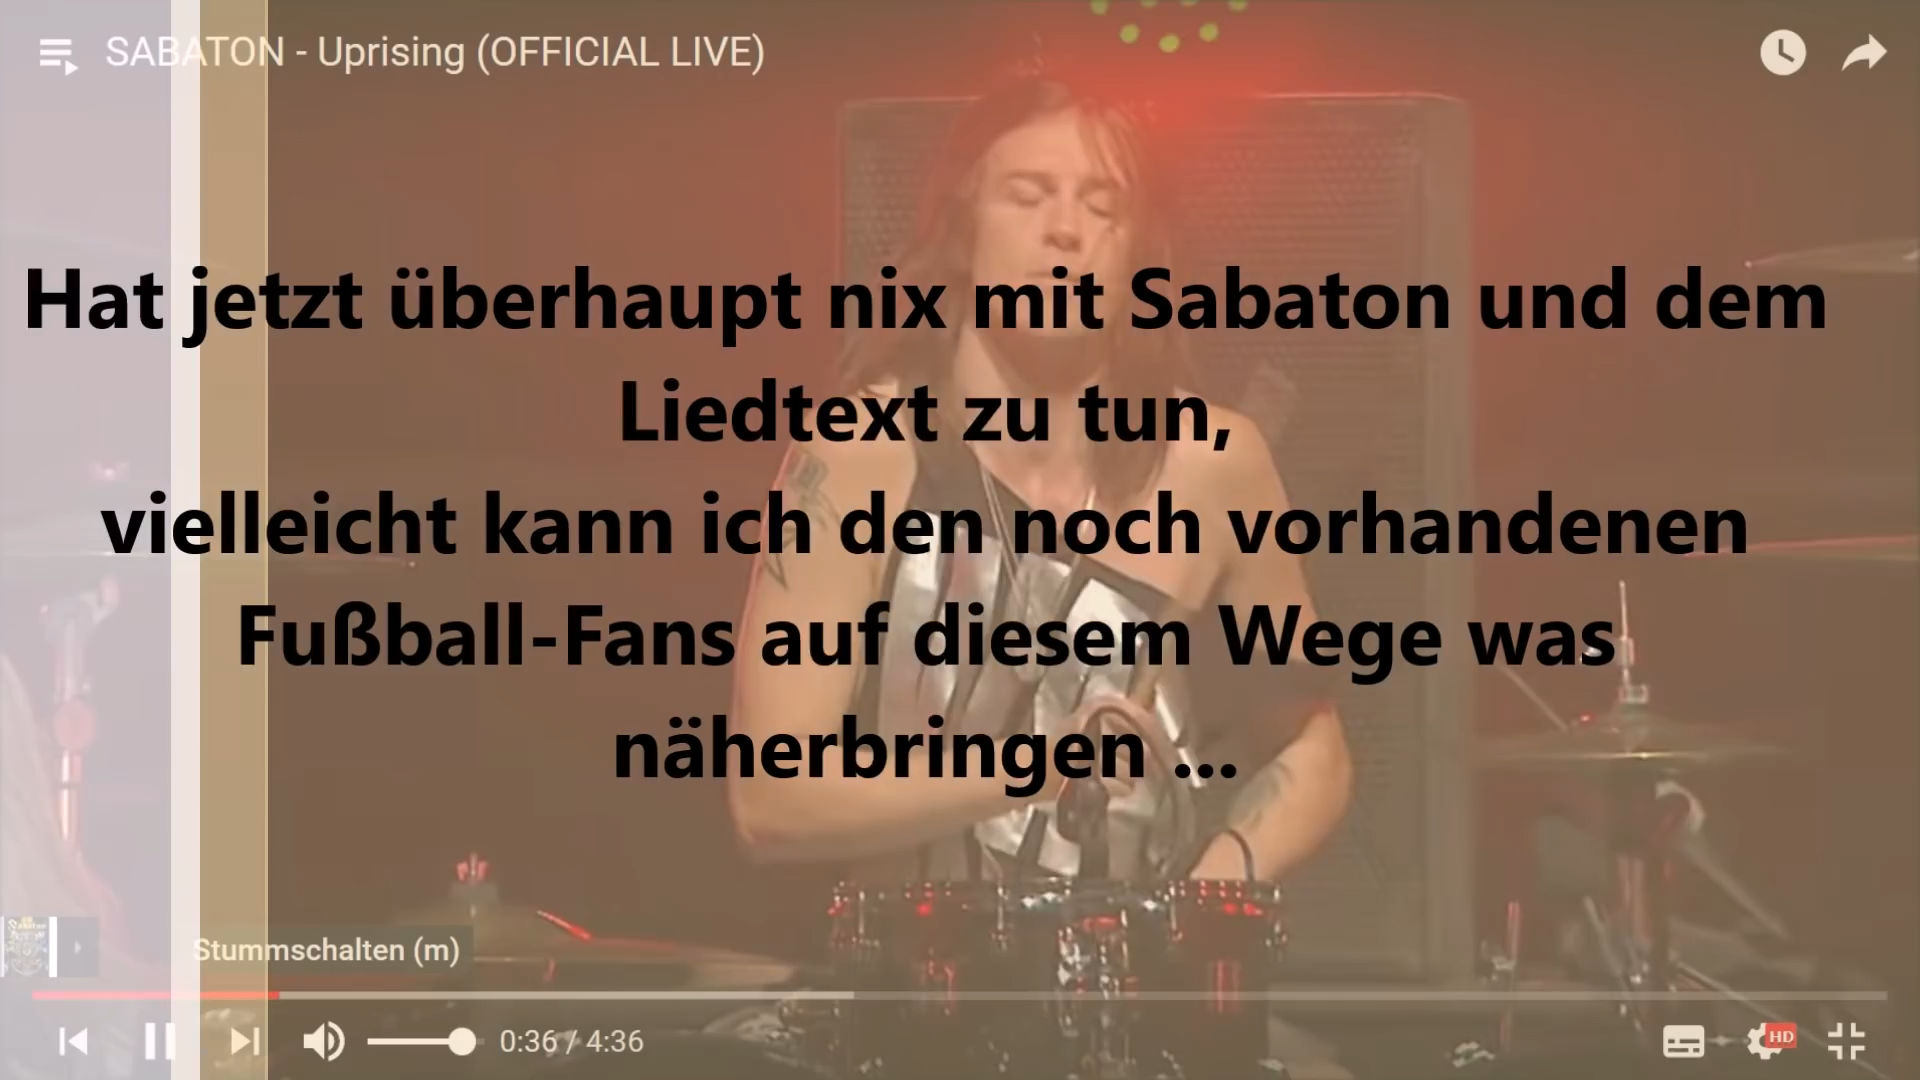 SABATON - Uprising (OFFICIAL LIVE)
Hat jetzt überhaupt nix mit Sabaton und dem
Liedtext zu tun,
vielleicht kann ich den noch vorhandenen
Fußball-Fans auf diesem Wege was
näherbringen ...
Stummschalten (m)
0:36 / 4:36
HD